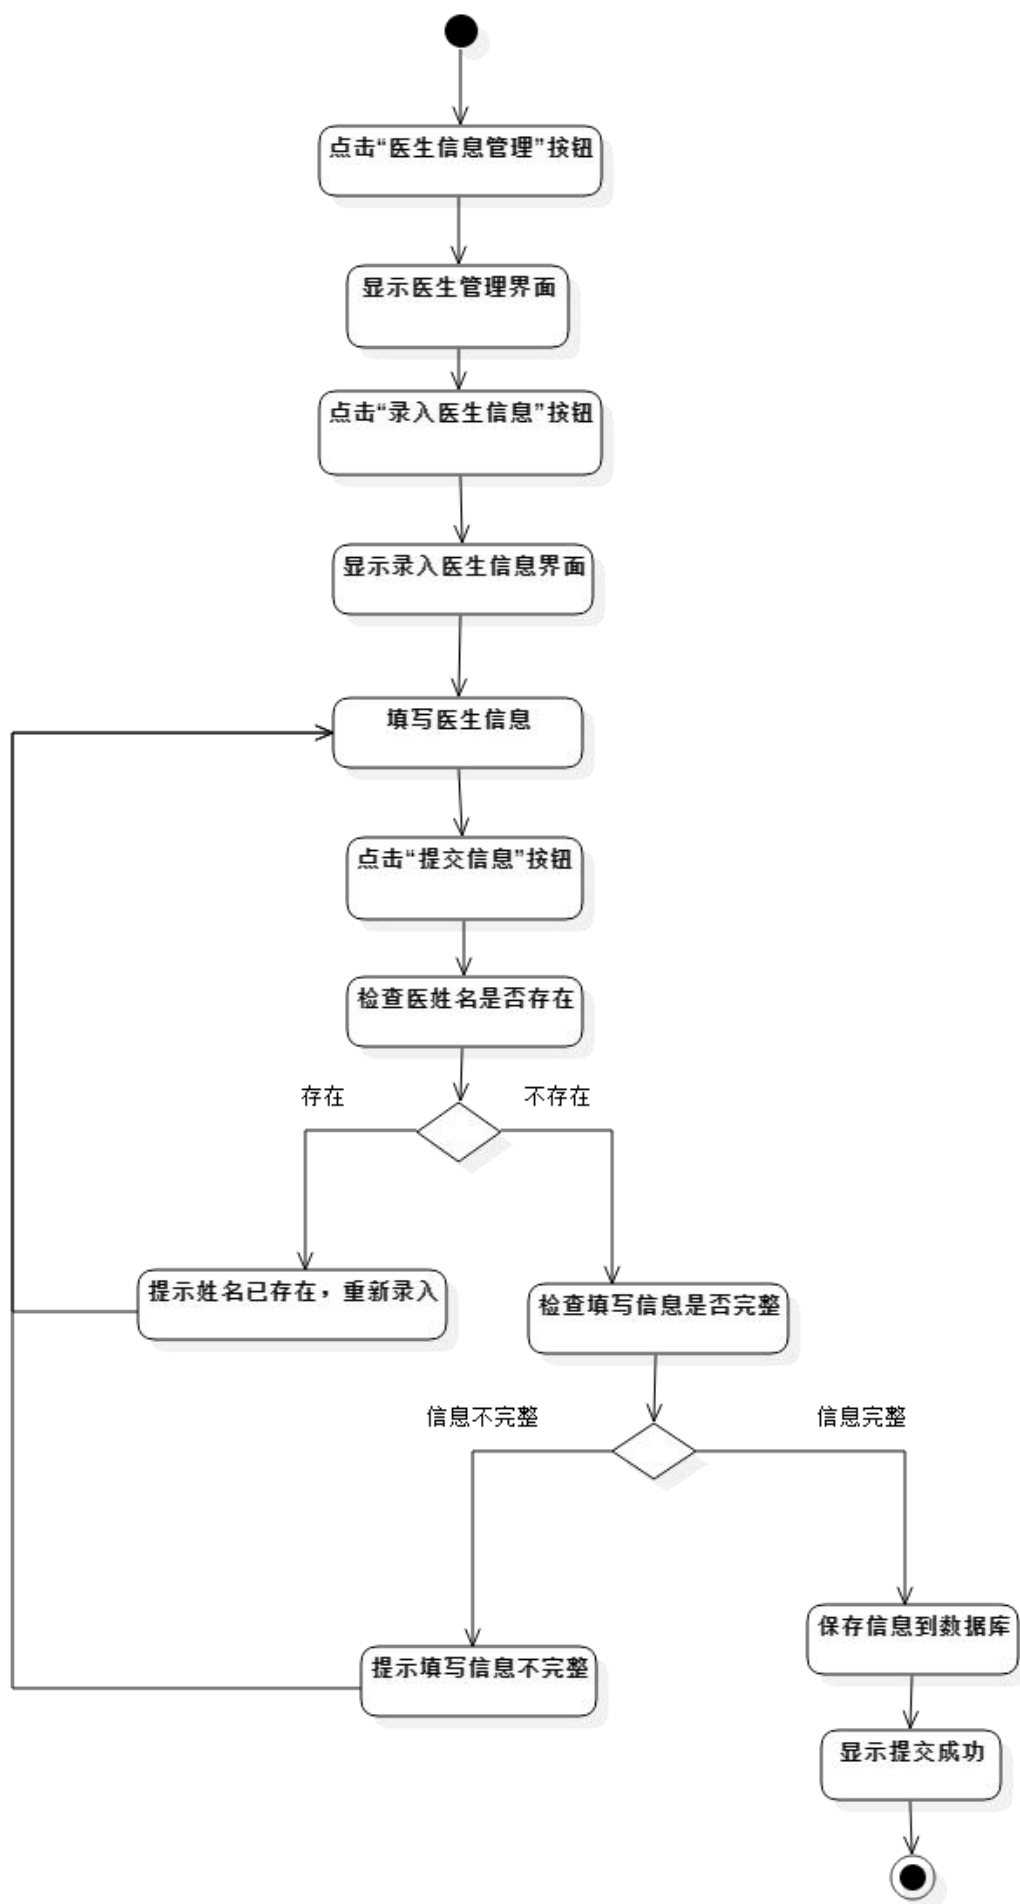 点击“医生信息管理”按钮
显示医生管理界面
点击“录入医生信息”按钮
显示录入医生信息界面
填写医生信息
点击“提交信息”按钮
检查医姓名是否存在
存在
不存在
提示姓名已存在，重新录入
检查填写信息是否完整
信息不完整
信息完整
保存信息到数据库
提示填写信息不完整
显示提交成功